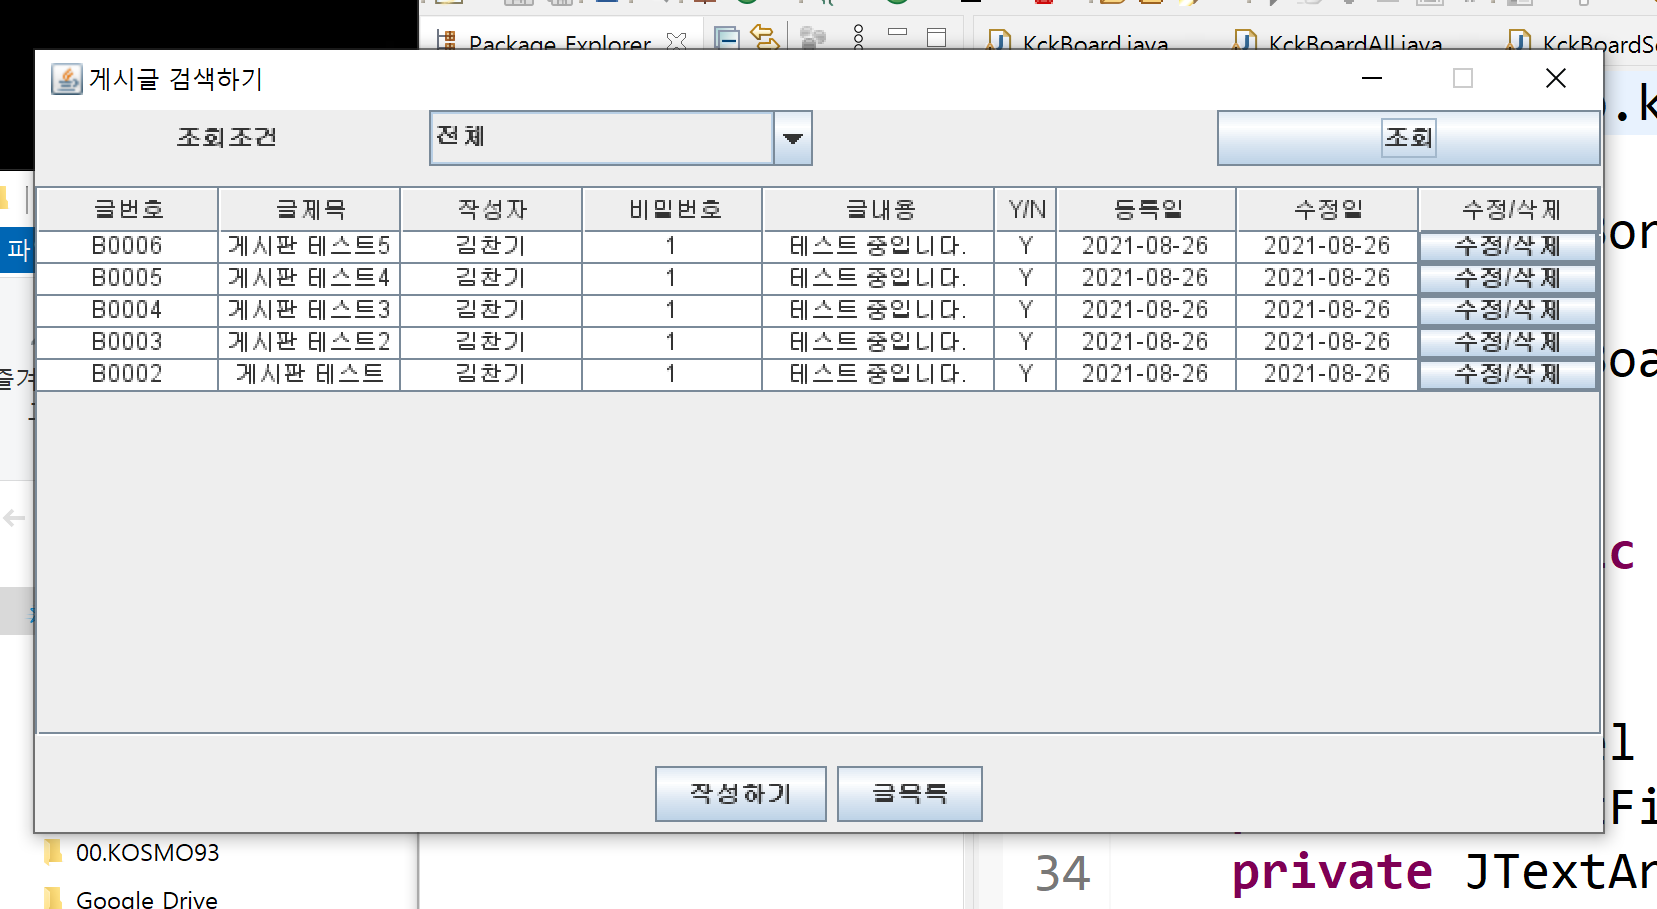 Package Explorer
KckBoard.java
KckBoardAll.java
KckBoardS
게시글 검색하기
.k
조회조건
전체
조회
글번호 글제목 작성자 비밀번호 글내용 Y/N 등록일 수정일 수정/삭제
B0006 게시판 테스트5 김찬기 1 테스트 중입니다. Y 2021-08-26 2021-08-26 수정/삭제
B0005 게시판 테스트4 김찬기 1 테스트 중입니다. Y 2021-08-26 2021-08-26 수정/삭제
B0004 게시판 테스트3 김찬기 1 테스트 중입니다. Y 2021-08-26 2021-08-26 수정/삭제
B0003 게시판 테스트2 김찬기 1 테스트 중입니다. Y 2021-08-26 2021-08-26 수정/삭제
B0002 게시판 테스트 김찬기 1 테스트 중입니다. Y 2021-08-26 2021-08-26 수정/삭제
파
즐겨
or
oa
c
el
Fi
작성하기
글목록
00.KOSMO93
Google Drive
34 private JTextAr